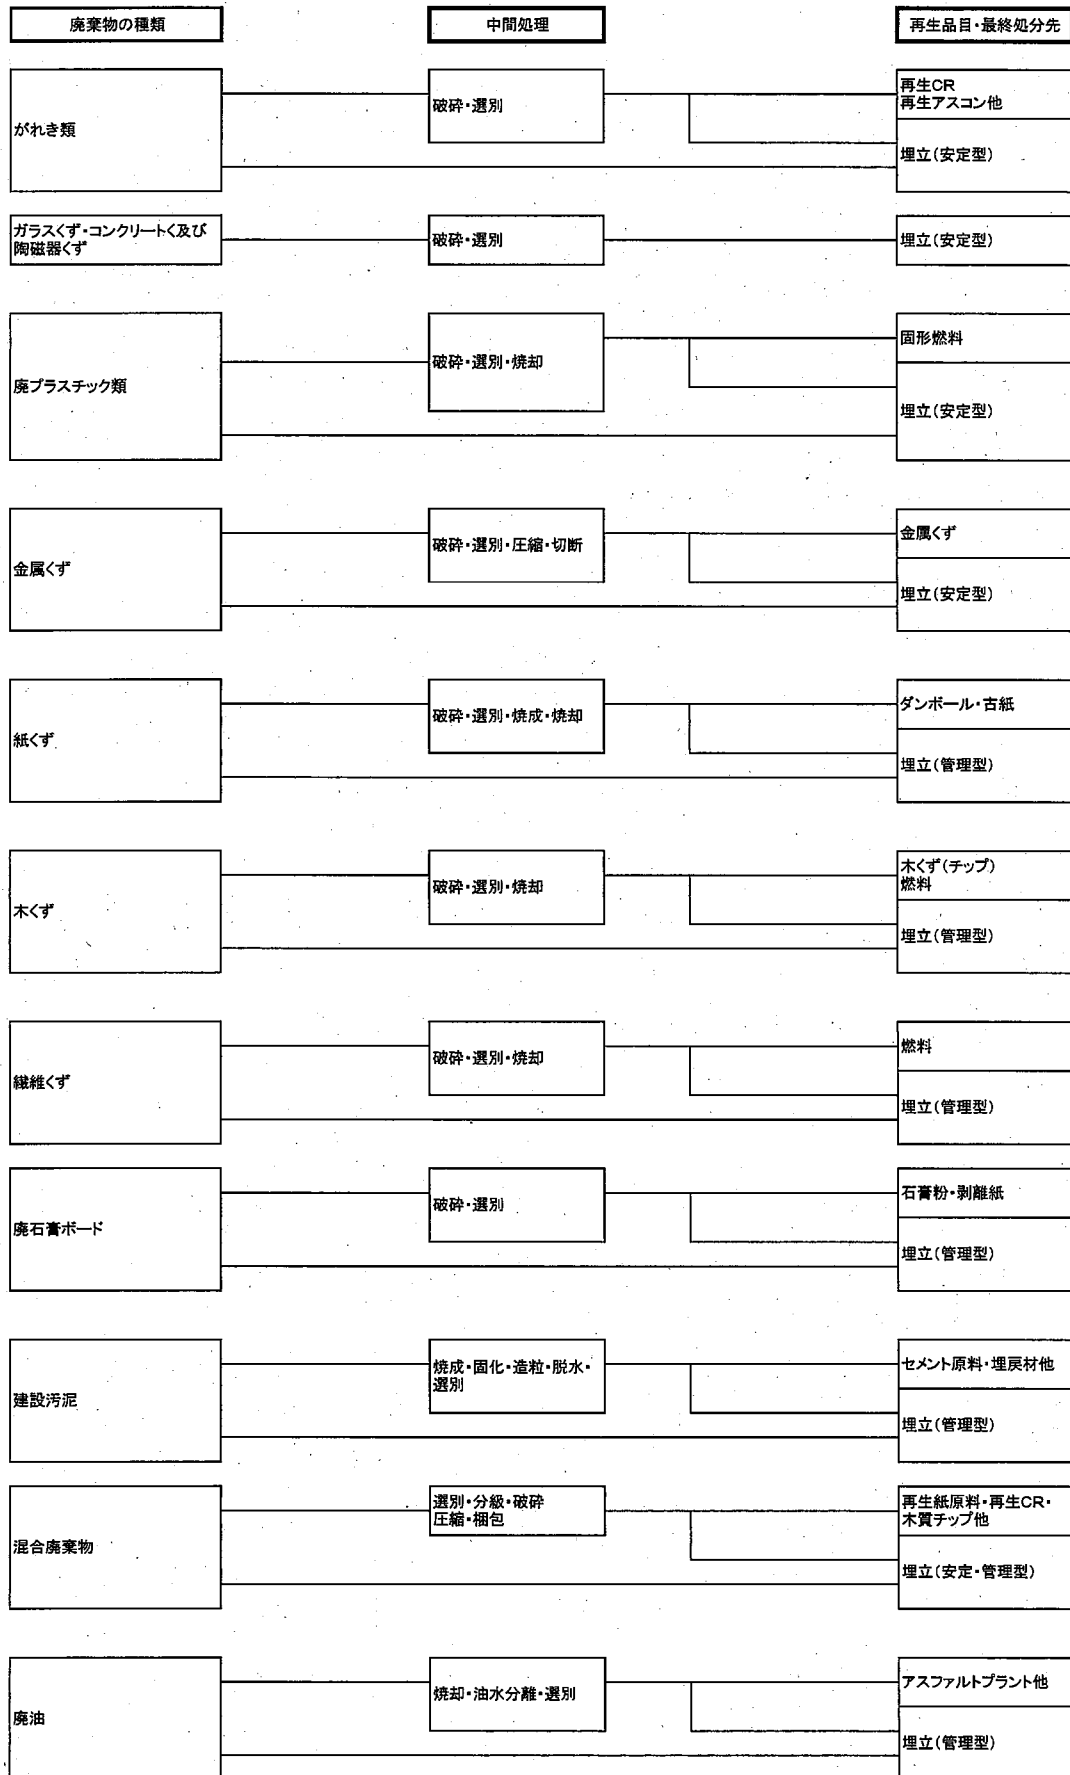 廃棄物の種類
中間処理
再生品目・最終処分先
がれき類
破砕・選別
再生CR
再生アスコン他
埋立(安定型)
ガラスくず・コンクリートく及び
陶磁器くず
破砕・選別
埋立(安定型)
廃プラスチック類
破砕・選別・焼却
固形燃料
埋立(安定型)
金属くず
破砕・選別・圧縮・切断
金属くず
埋立(安定型)
紙くず
破砕・選別・焼成・焼却
ダンボール・古紙
埋立(管理型)
木くず
破砕・選別・焼却
木くず(チップ)
燃料
埋立(管理型)
繊維くず
破砕・選別・焼却
燃料
埋立(管理型)
廃石膏ボード
破砕・選別
石膏粉・剥離紙
埋立(管理型)
建設汚泥
焼成・固化・造粒・脱水・
選別
セメント原料・埋戻材他
埋立(管理型)
混合廃棄物
選別・分級・破砕
圧縮・梱包
再生紙原料・再生CR・
木質チップ他
埋立(安定・管理型)
廃油
焼却・油水分離・選別
アスファルトプラント他
埋立(管理型)